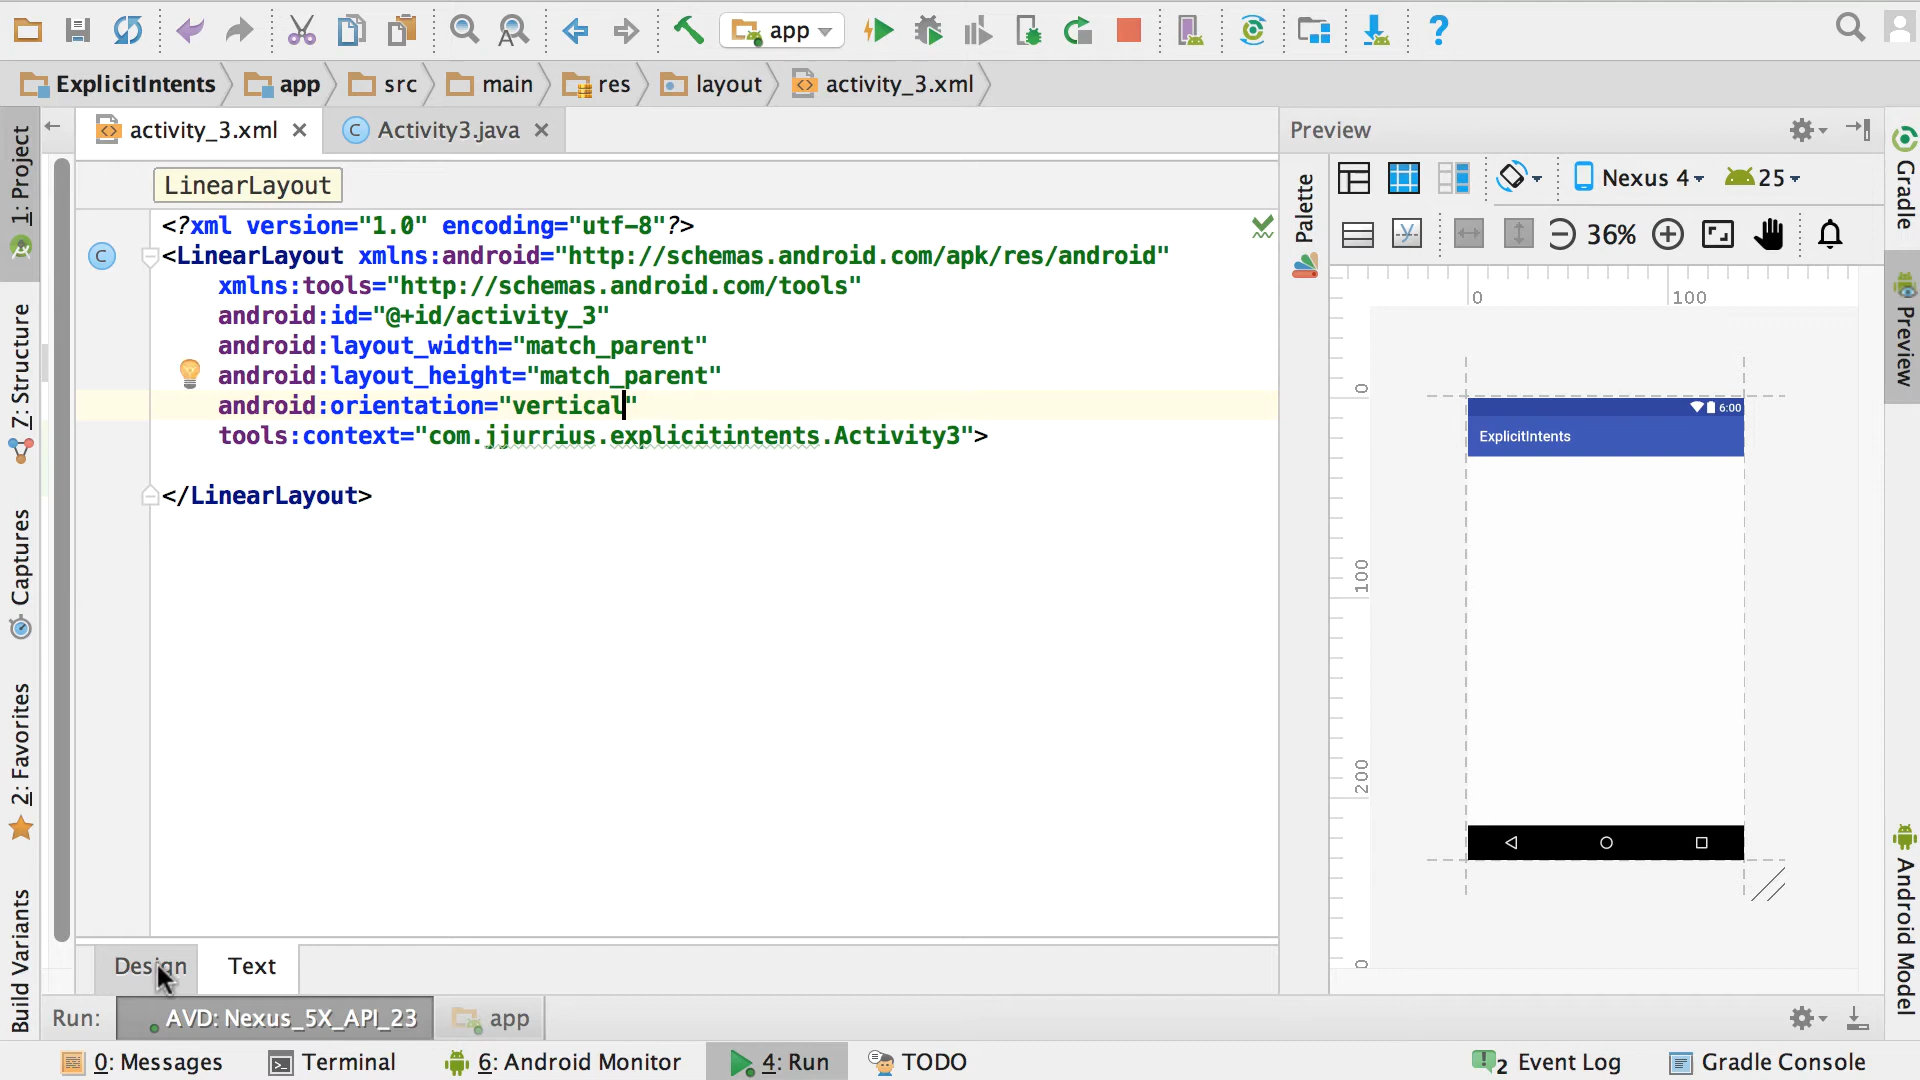 app
ExplicitIntents app src main res layout activity_3.xml
activity_3.xml Activity3.java
Preview
LinearLayout
Nexus 4 25
36%
<?xml version="1.0" encoding="utf-8"?>
<LinearLayout xmlns:android="http://schemas.android.com/apk/res/android"
xmlns:tools="http://schemas.android.com/tools"
android:id="@+id/activity_3"
android:layout_width="match_parent"
android:layout_height="match_parent"
android:orientation="vertical"
tools:context="com.jjurrius.explicitintents.Activity3">
</LinearLayout>
1: Project
7: Structure
Captures
2: Favorites
Build Variants
Palette
0 100
0
100
200
0
6:00
ExplicitIntents
Gradle
Preview
Android Model
Design Text
Run: AVD: Nexus_5X_API_23 app
0: Messages Terminal 6: Android Monitor 4: Run TODO 2 Event Log Gradle Console